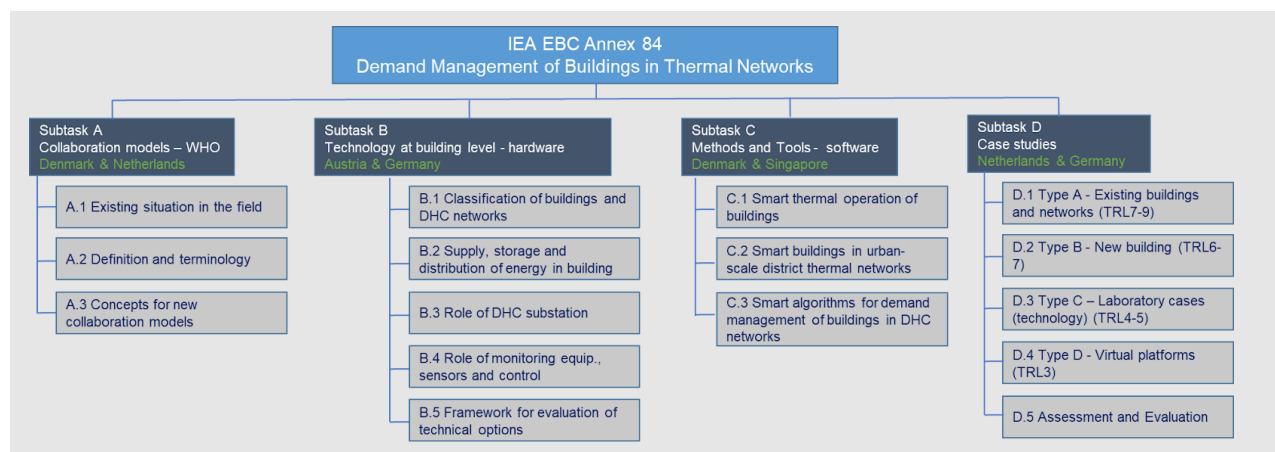 IEA EBC Annex 84
Demand Management of Buildings in Thermal Networks
Subtask A
Collaboration models – WHO
Denmark & Netherlands
A.1 Existing situation in the field
A.2 Definition and terminology
A.3 Concepts for new
collaboration models
Subtask B
Technology at building level - hardware
Austria & Germany
B.1 Classification of buildings and
DHC networks
B.2 Supply, storage and
distribution of energy in building
B.3 Role of DHC substation
B.4 Role of monitoring equip.,
sensors and control
B.5 Framework for evaluation of
technical options
Subtask C
Methods and Tools - software
Denmark & Singapore
C.1 Smart thermal operation of
buildings
C.2 Smart buildings in urban-
scale district thermal networks
C.3 Smart algorithms for demand
management of buildings in DHC
networks
Subtask D
Case studies
Netherlands & Germany
D.1 Type A - Existing buildings
and networks (TRL7-9)
D.2 Type B - New building (TRL6-
7)
D.3 Type C – Laboratory cases
(technology) (TRL4-5)
D.4 Type D - Virtual platforms
(TRL3)
D.5 Assessment and Evaluation